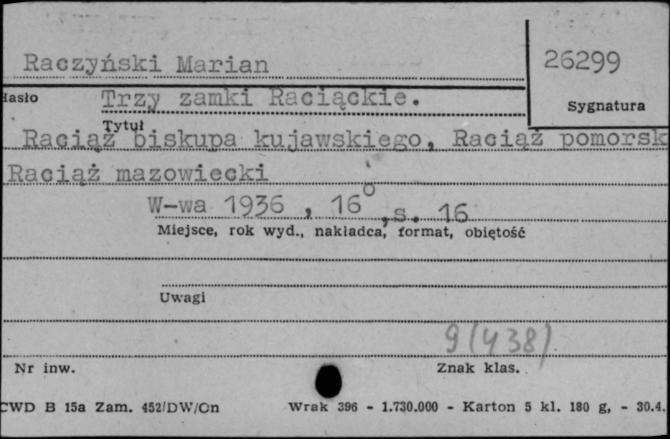 Raczyński Marian
26299
Hasło
Trzy zamki Raciąckie.
Sygnatura
Tytuł
Raciąż biskupa kujawskiego, Raciąż pomorsk
Raciąż mazowiecki
W-wa 1936 , 16° , s. 16
Miejsce, rok wyd., nakładca, format, objętość
Uwagi
9(438)
Nr inw.
Znak klas.
CWD B 15a Zam. 452/DW/On
Wrak 396 - 1.730.000 - Karton 5 kl. 180 g, - 30.4.